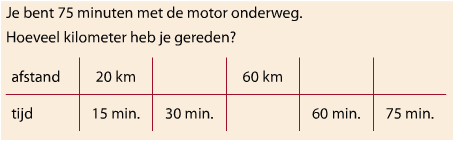 Je bent 75 minuten met de motor onderweg.
Hoeveel kilometer heb je gereden?
afstand 20 km 60 km
tijd 15 min. 30 min. 60 min. 75 min.